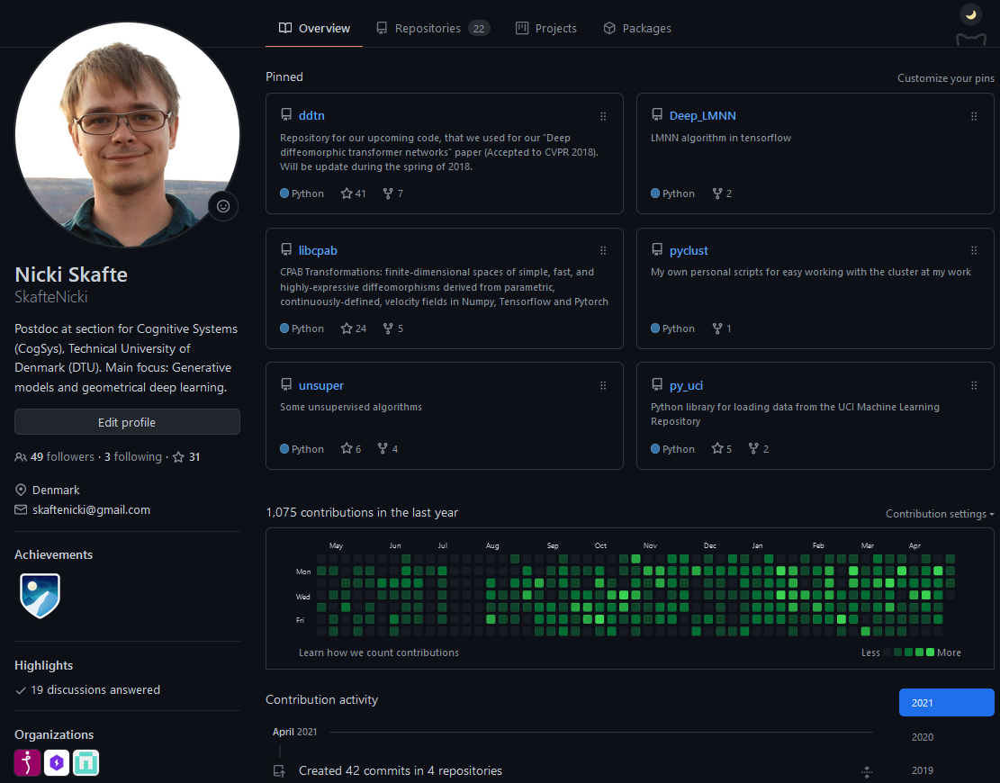 Overview
Repositories 22
Projects
Packages
Pinned
Customize your pins
ddtn
Repository for our upcoming code, that we used for our "Deep
diffeomorphic transformer networks" paper (Accepted to CVPR 2018).
Will be update during the spring of 2018.
Python 41 7
Deep_LMNN
LMNN algorithm in tensorflow
Python 2
libcpab
CPAB Transformations: finite-dimensional spaces of simple, fast, and
highly-expressive diffeomorphisms derived from parametric,
continuously-defined, velocity fields in Numpy, Tensorflow and Pytorch
Python 24 5
pyclust
My own personal scripts for easy working with the cluster at my work
Python 1
unsuper
Some unsupervised algorithms
Python 6 4
py_uci
Python library for loading data from the UCI Machine Learning
Repository
Python 5 2
Nicki Skafte
SkafteNicki
Postdoc at section for Cognitive Systems
(CogSys), Technical University of
Denmark (DTU). Main focus: Generative
models and geometrical deep learning.
Edit profile
49 followers · 3 following · 31
Denmark
skaftenicki@gmail.com
Achievements
Highlights
19 discussions answered
Organizations
1,075 contributions in the last year
Contribution settings
May Jun Jul Aug Sep Oct Nov Dec Jan Feb Mar Apr
Mon
Wed
Fri
Learn how we count contributions
Less More
Contribution activity
2021
2020
2019
April 2021
Created 42 commits in 4 repositories